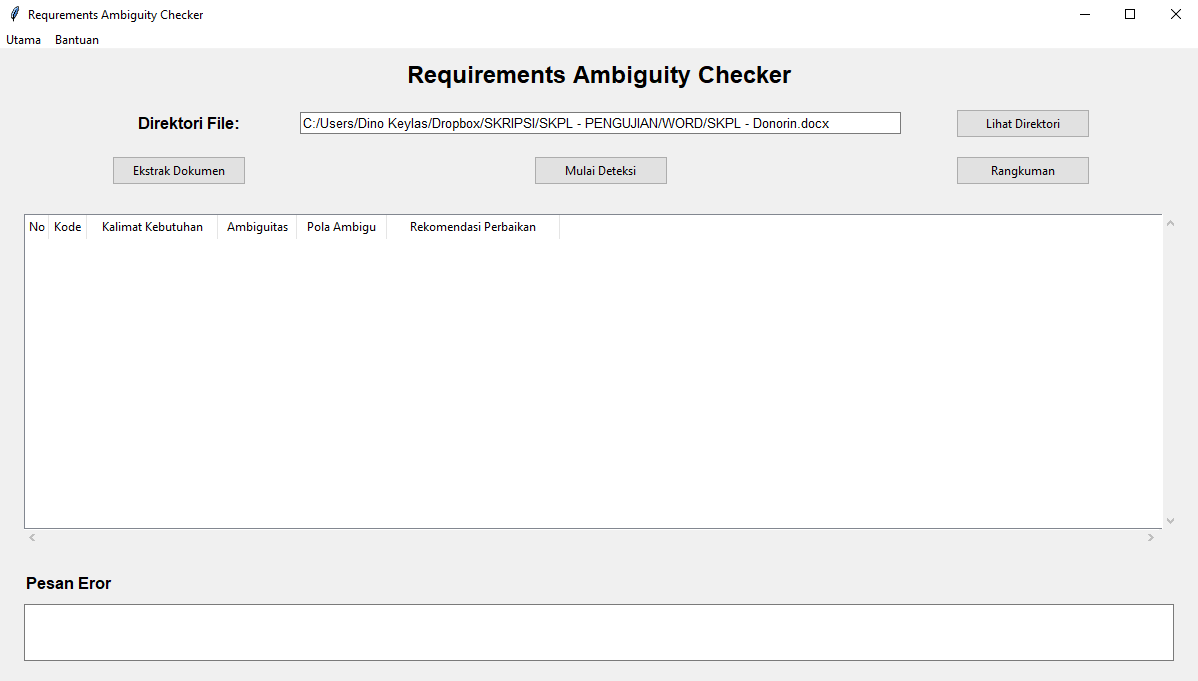 Requrements Ambiguity Checker
Utama Bantuan
Requirements Ambiguity Checker
Direktori File: C:/Users/Dino Keylas/Dropbox/SKRIPSI/SKPL - PENGUJIAN/WORD/SKPL - Donorin.docx Lihat Direktori
Ekstrak Dokumen Mulai Deteksi Rangkuman
No Kode Kalimat Kebutuhan Ambiguitas Pola Ambigu Rekomendasi Perbaikan
Pesan Eror